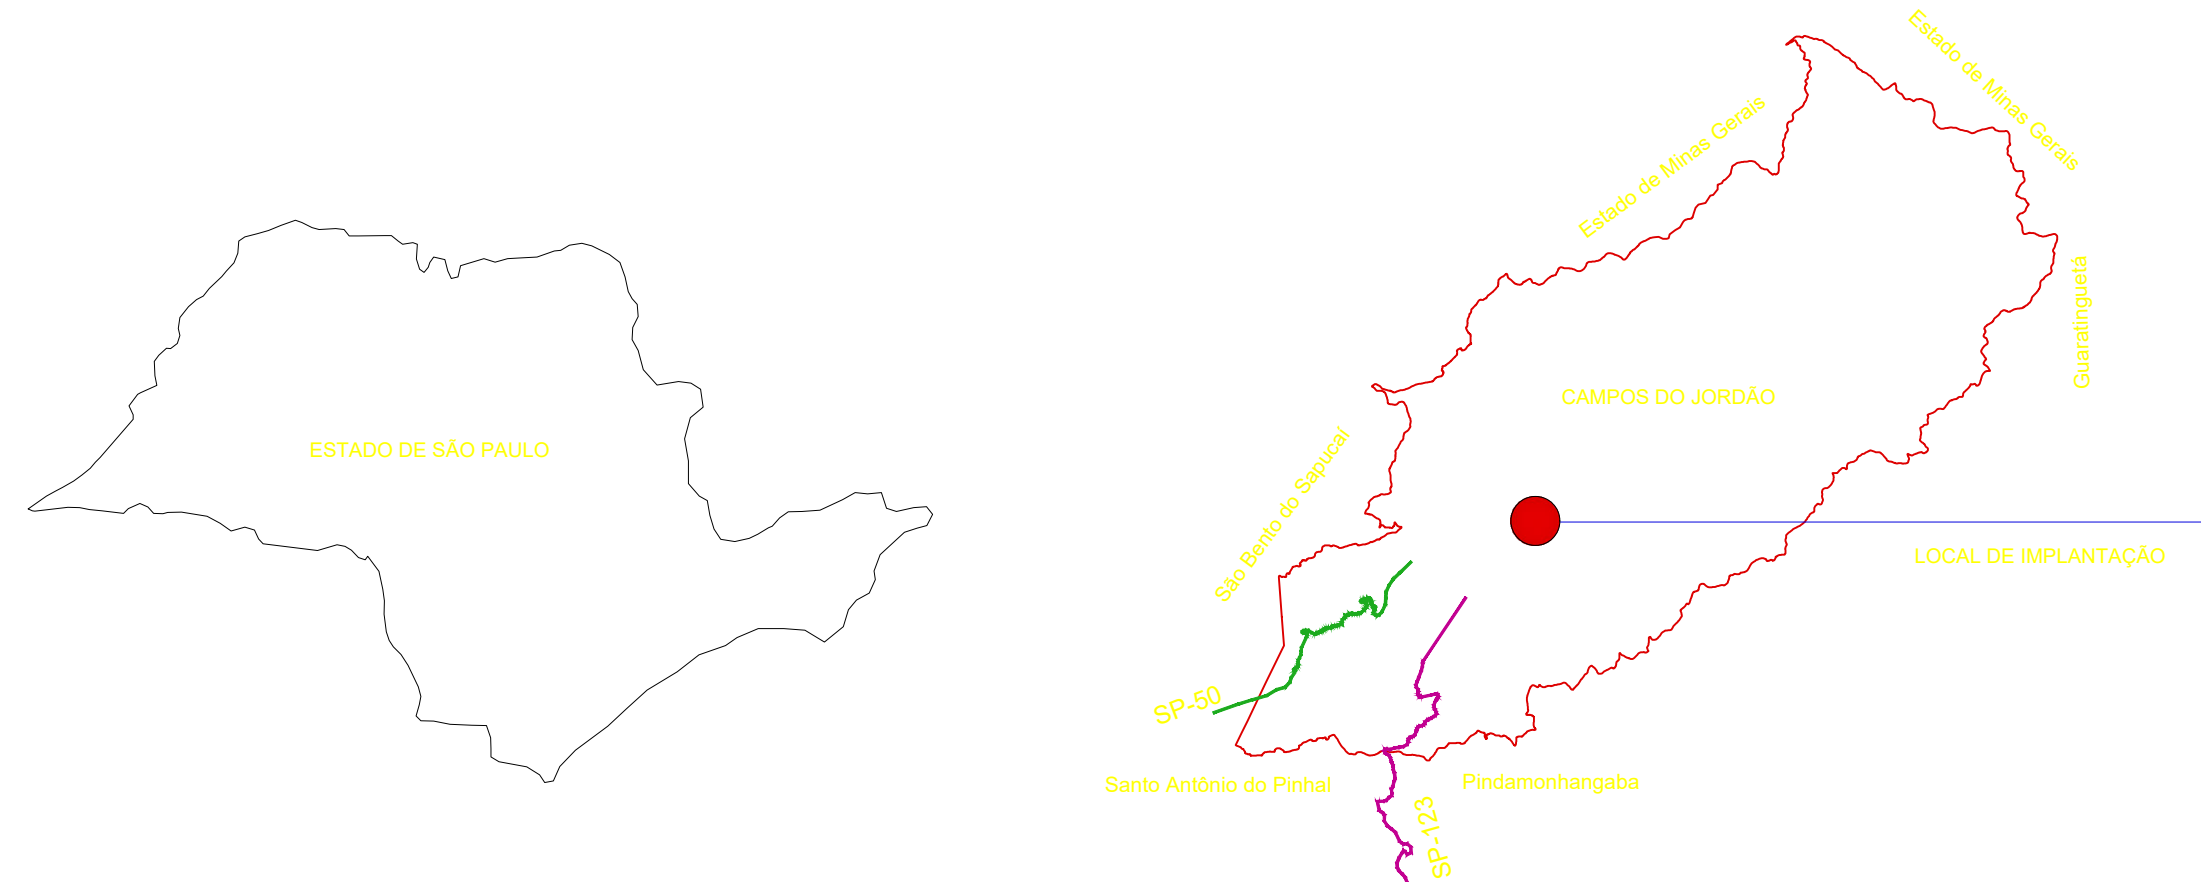 Estado de Minas Gerais
Estado de Minas Gerais
Guaratinguetá
CAMPOS DO JORDÃO
ESTADO DE SÃO PAULO
São Bento do Sapucaí
LOCAL DE IMPLANTAÇÃO
SP-50
Santo Antônio do Pinhal
Pindamonhangaba
SP-123